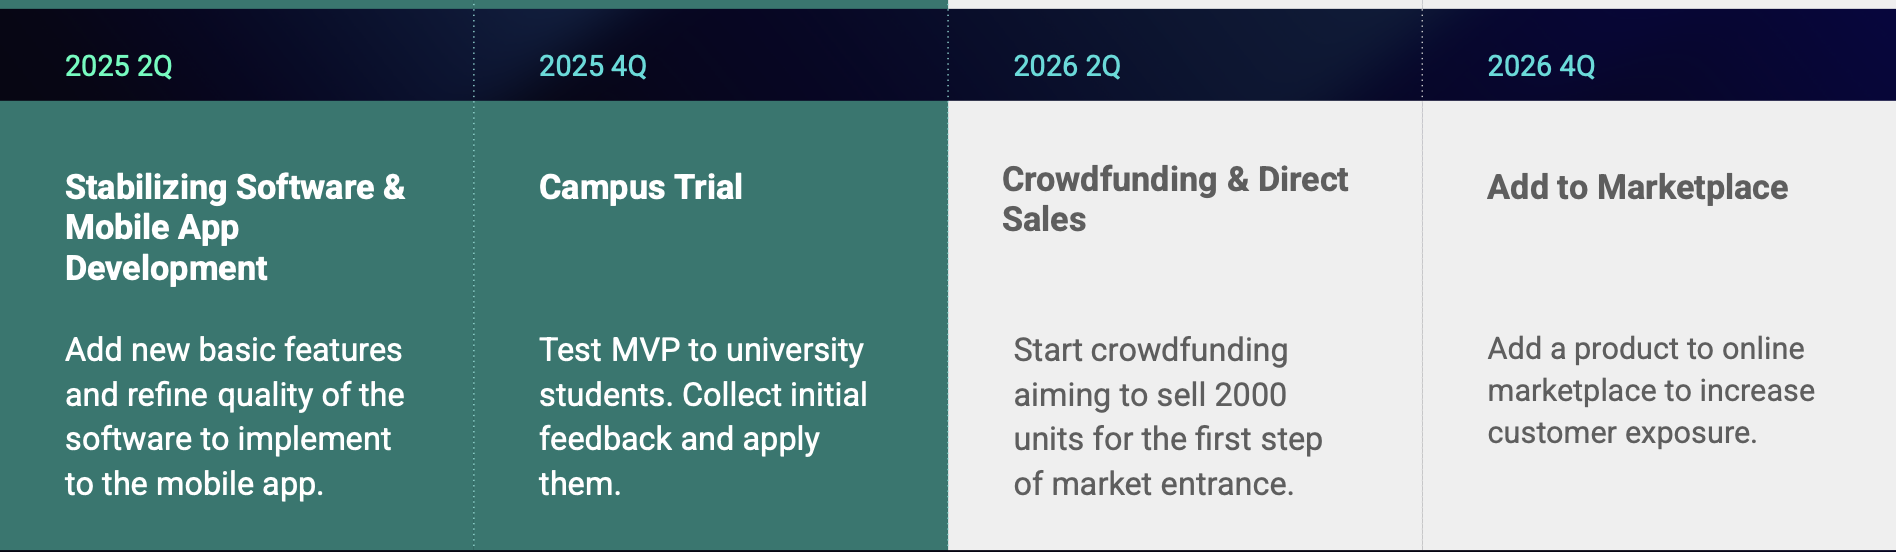 2025 2Q
Stabilizing Software &
Mobile App
Development
Add new basic features
and refine quality of the
software to implement
to the mobile app.
2025 4Q
Campus Trial
Test MVP to university
students. Collect initial
feedback and apply
them.
2026 2Q
Crowdfunding & Direct
Sales
Start crowdfunding
aiming to sell 2000
units for the first step
of market entrance.
2026 4Q
Add to Marketplace
Add a product to online
marketplace to increase
customer exposure.